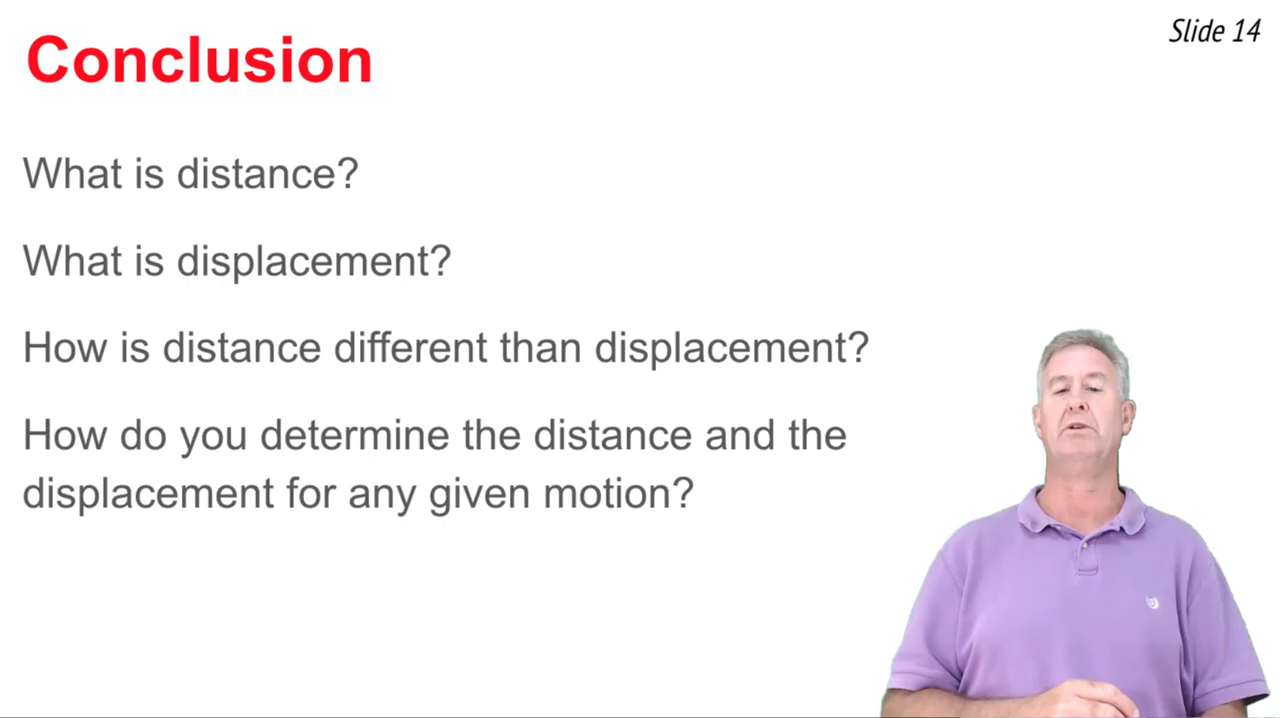 Slide 14
Conclusion
What is distance?
What is displacement?
How is distance different than displacement?
How do you determine the distance and the
displacement for any given motion?